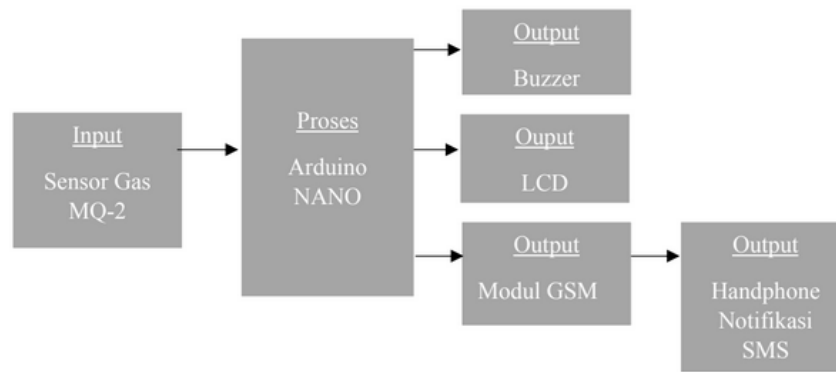 Input
Sensor Gas
MQ-2
Proses
Arduino
NANO
Output
Buzzer
Ouput
LCD
Output
Modul GSM
Output
Handphone
Notifikasi
SMS